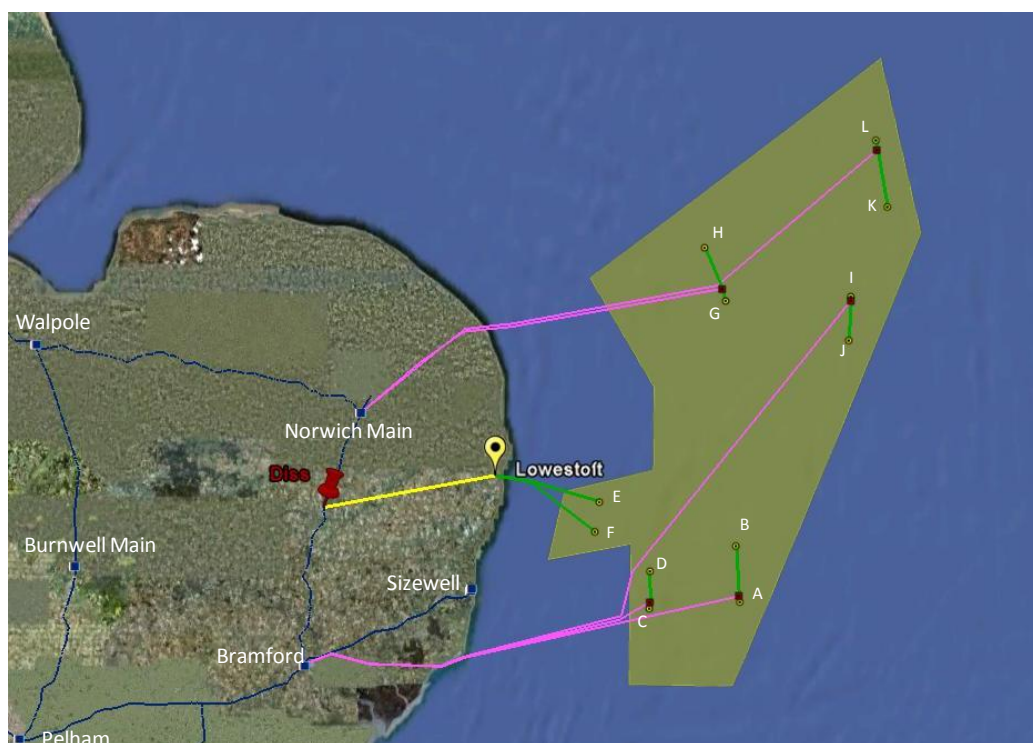 L
K
H
I
G
Walpole
J
Norwich Main
Diss
Lowestoft
E
B
F
Burnwell Main
D
Sizewell
A
C
Bramford
Pelham